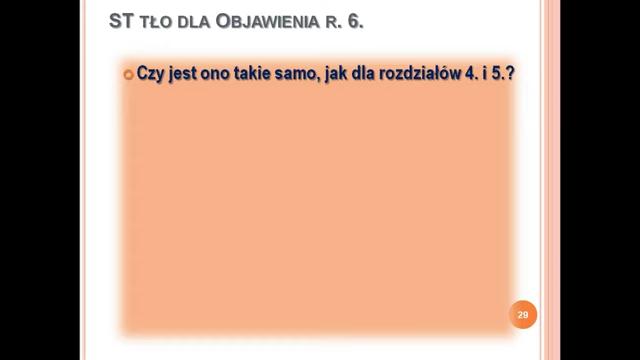 ST TŁO DLA OBJAWIENIA R. 6.
Czy jest ono takie samo, jak dla rozdziałów 4. i 5.?
29